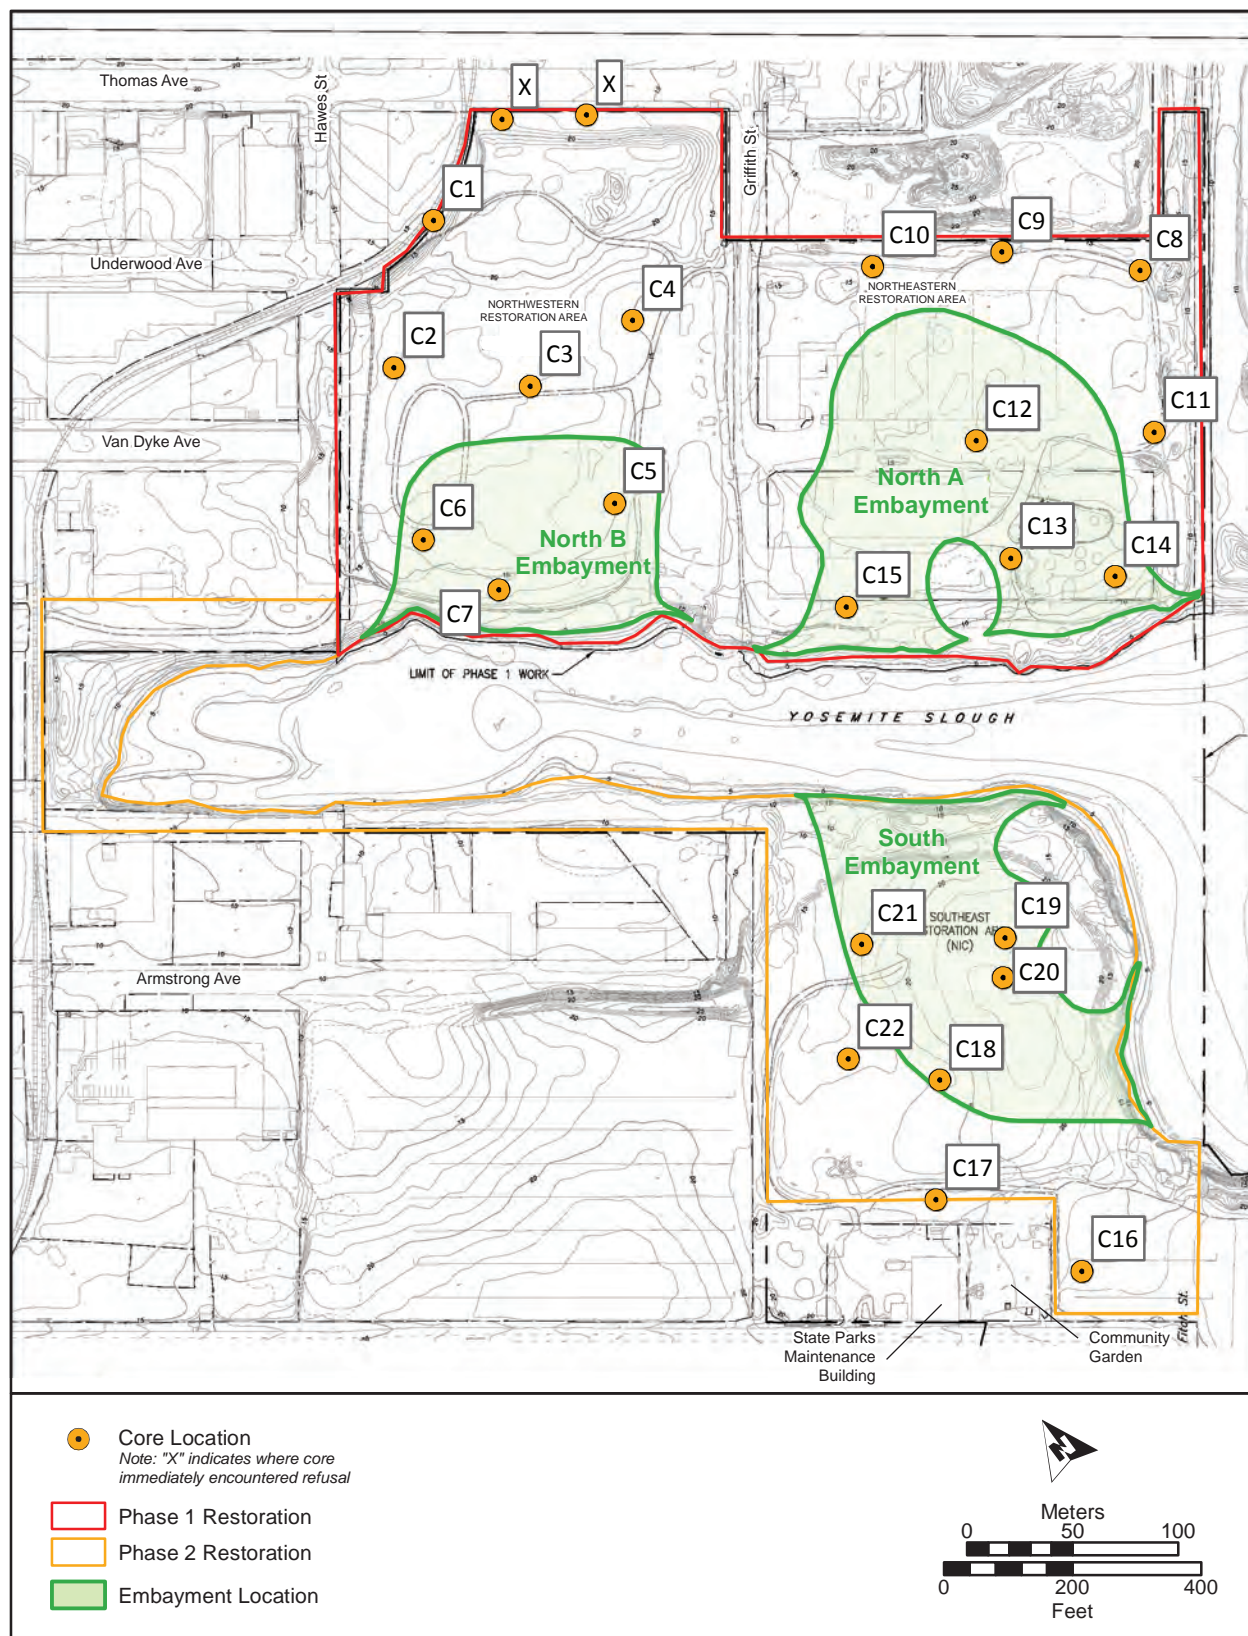 Thomas Ave
Hawes St
X
X
Griffith St
C1
Underwood Ave
C10
C9
C8
NORTHWESTERN
RESTORATION AREA
NORTHEASTERN
RESTORATION AREA
C4
C2
C3
C11
C12
Van Dyke Ave
C5
North A
Embayment
C6
North B
Embayment
C13
C14
C15
C7
LIMIT OF PHASE 1 WORK
YOSEMITE SLOUGH
South
Embayment
C21
C19
SOUTHEAST
(NIC)
C20
Armstrong Ave
C22
C18
C17
C16
State Parks
Maintenance
Building
Community
Garden
Fitch St.
Core Location
Note: "X" indicates where core
immediately encountered refusal
Phase 1 Restoration
Phase 2 Restoration
Embayment Location
N
Meters
0 50 100
0 200 400
Feet